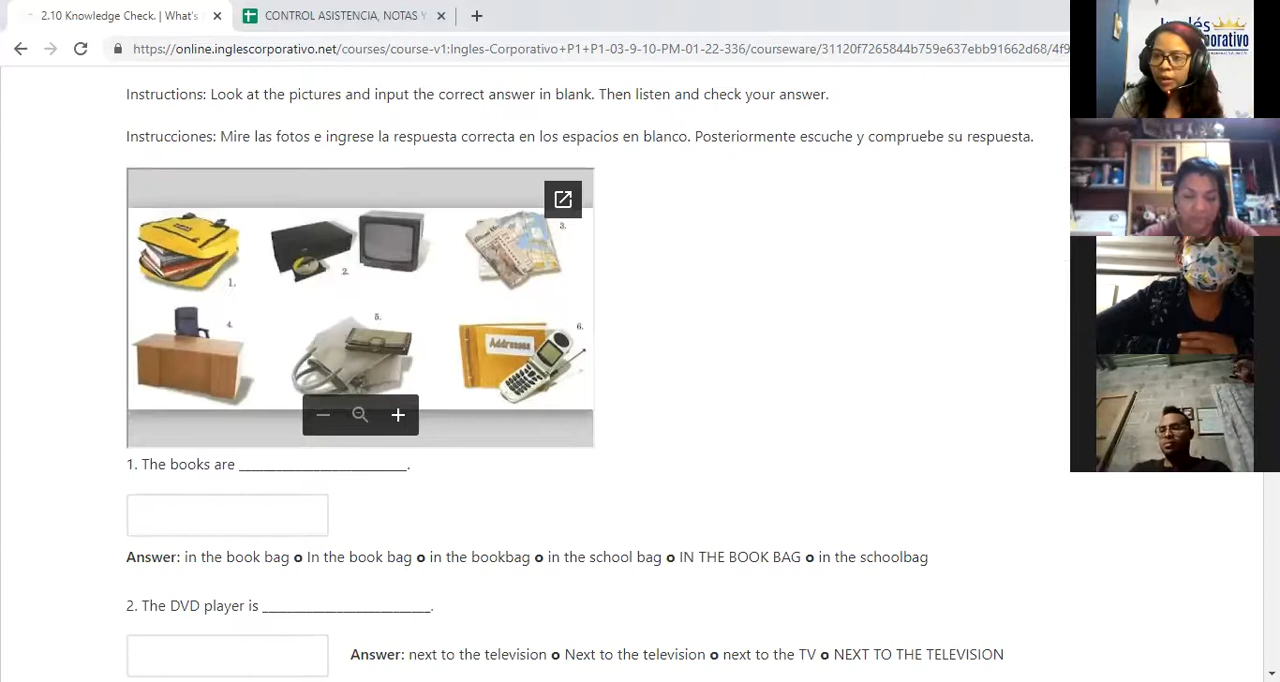 2.10 Knowledge Check. | What's
CONTROL ASISTENCIA, NOTAS Y
https://online.inglescorporativo.net/courses/course-v1:Ingles-Corporativo+P1+P1-03-9-10-PM-01-22-336/courseware/31120f7265844b759e637ebb91662d68/4f9
Instructions: Look at the pictures and input the correct answer in blank. Then listen and check your answer.
Instrucciones: Mire las fotos e ingrese la respuesta correcta en los espacios en blanco. Posteriormente escuche y compruebe su respuesta.
1.
2.
3.
4.
5.
6.
Addresses
1. The books are ________________________.
Answer: in the book bag o In the book bag o in the bookbag o in the school bag o IN THE BOOK BAG o in the schoolbag
2. The DVD player is ________________________.
Answer: next to the television o Next to the television o next to the TV o NEXT TO THE TELEVISION